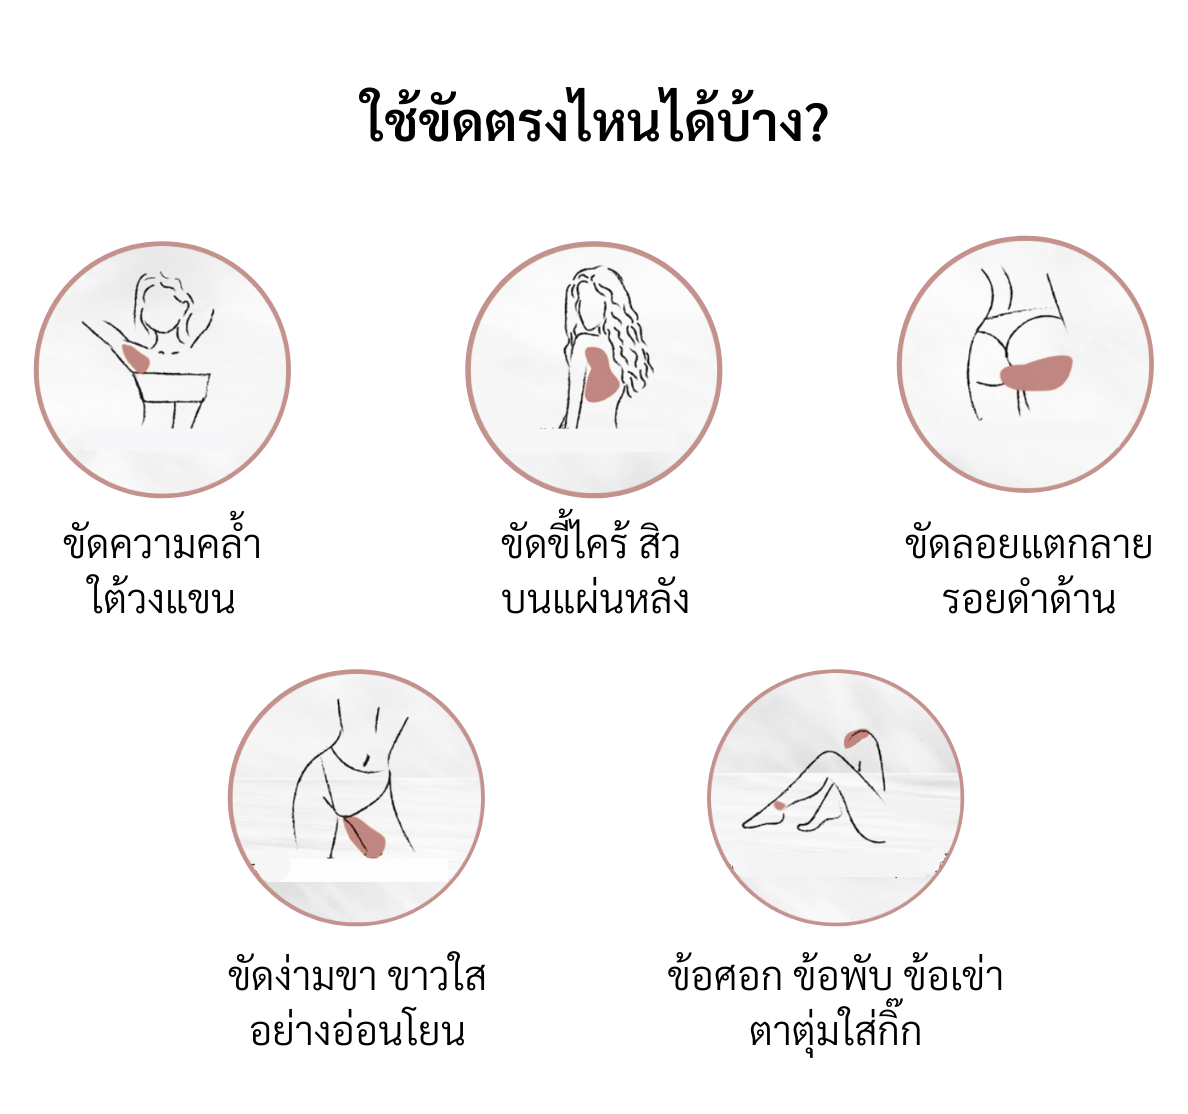 ใช้ขัดตรงไหนได้บ้าง?
ขัดความคล้ำ
ใต้วงแขน
ขัดขี้ไคร้ สิว
บนแผ่นหลัง
ขัดลอยแตกลาย
รอยดำด้าน
ขัดง่ามขา ขาวใส
อย่างอ่อนโยน
ข้อศอก ข้อพับ ข้อเข่า
ตาตุ่มใส่กิ๊ก